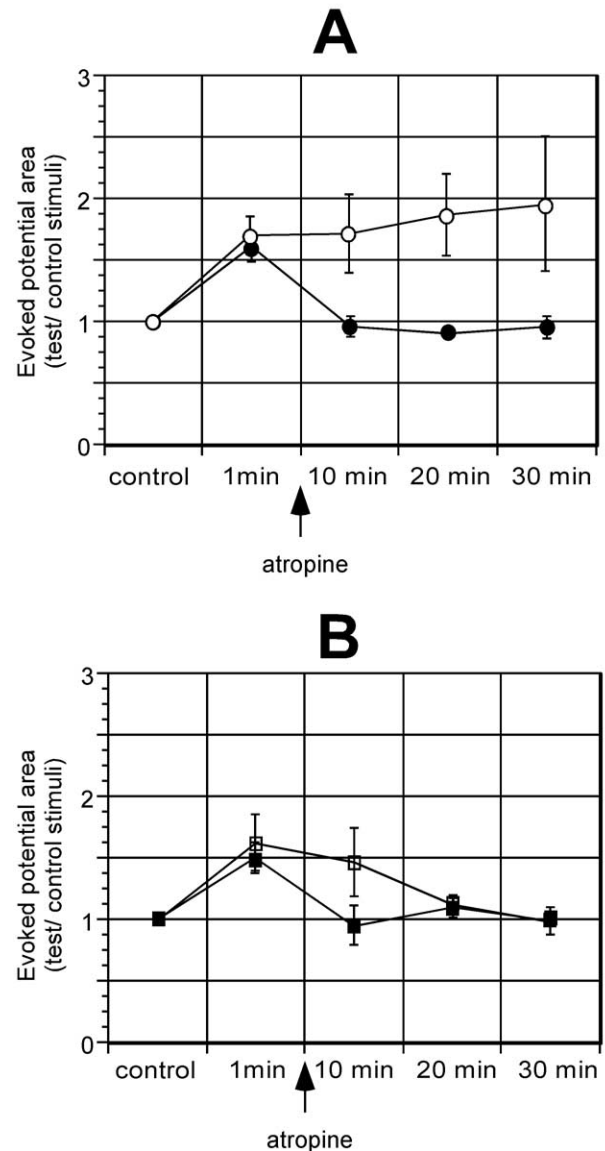 A
3
2
1
0
Evoked potential area
(test/ control stimuli)
control 1min 10 min 20 min 30 min
atropine
B
3
2
1
0
Evoked potential area
(test/ control stimuli)
control 1min 10 min 20 min 30 min
atropine